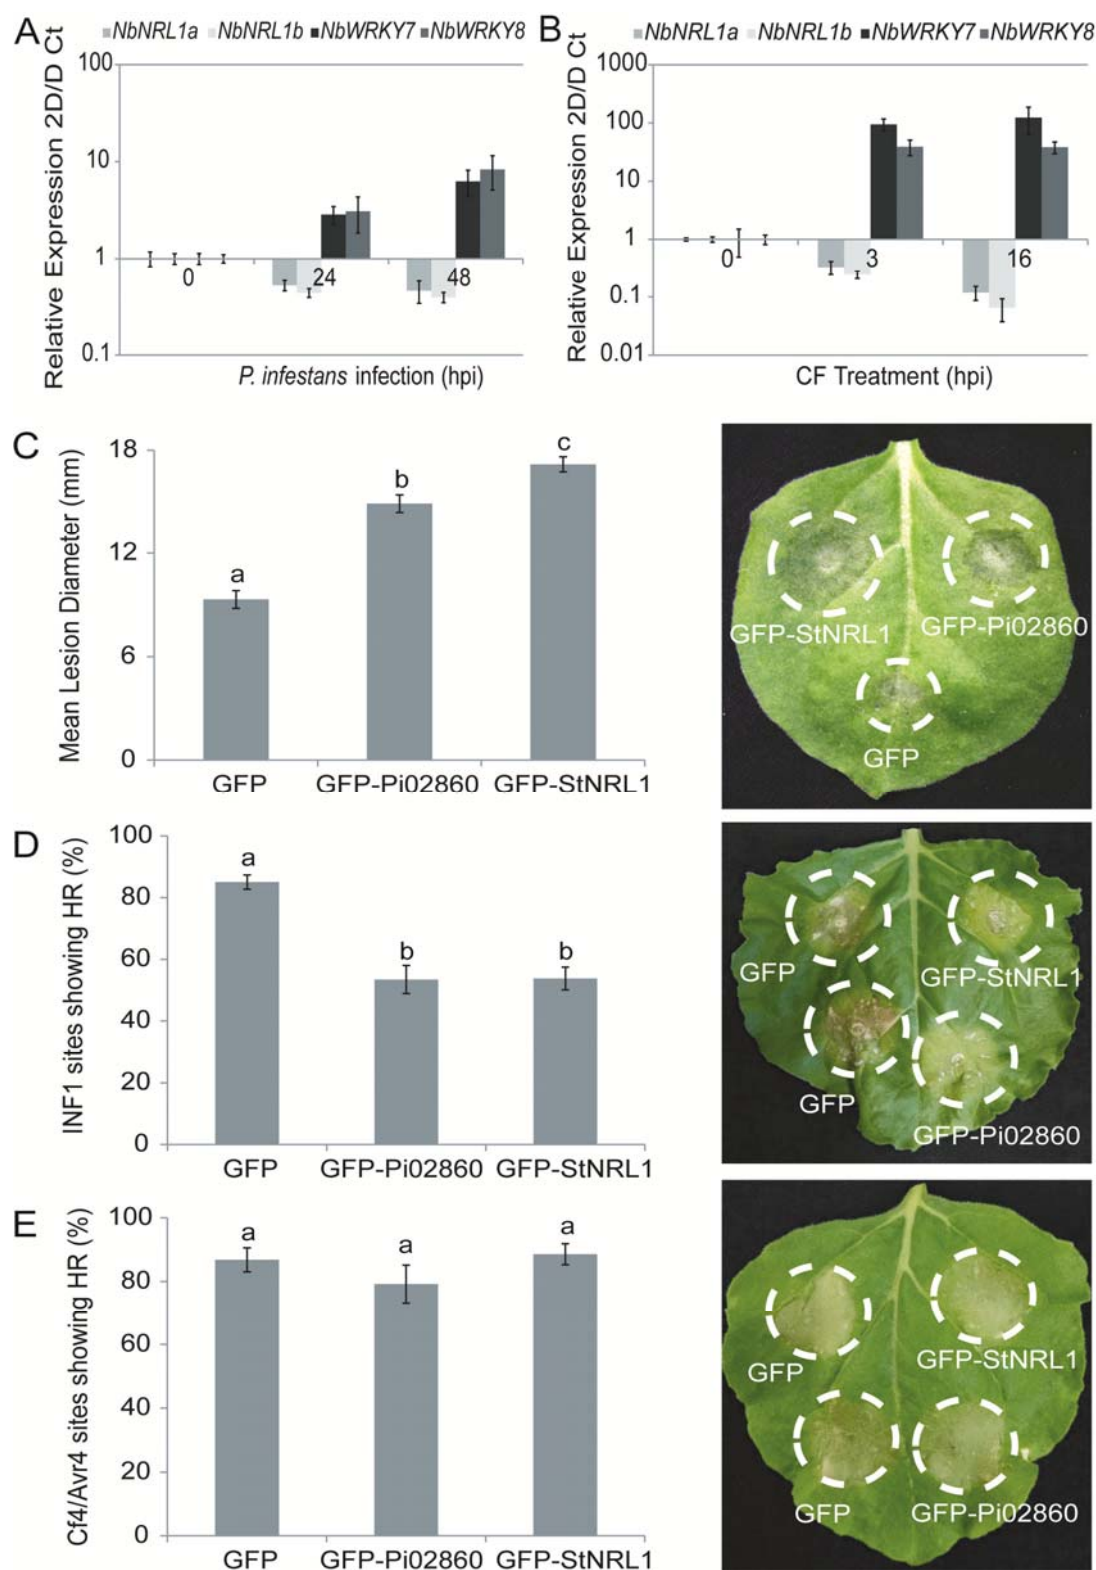 A
NbNRL1a NbNRL1b NbWRKY7 NbWRKY8
Relative Expression 2D/D Ct
100
10
1
0.1
0 24 48
P. infestans infection (hpi)
B
NbNRL1a NbNRL1b NbWRKY7 NbWRKY8
Relative Expression 2D/D Ct
1000
100
10
1
0.1
0.01
0 3 16
CF Treatment (hpi)
C
Mean Lesion Diameter (mm)
18
12
6
0
a b c
GFP GFP-Pi02860 GFP-StNRL1
GFP-StNRL1
GFP-Pi02860
GFP
D
INF1 sites showing HR (%)
100
80
60
40
20
0
a b b
GFP GFP-Pi02860 GFP-StNRL1
GFP
GFP-StNRL1
GFP
GFP-Pi02860
E
Cf4/Avr4 sites showing HR (%)
100
80
60
40
20
0
a a a
GFP GFP-Pi02860 GFP-StNRL1
GFP
GFP-StNRL1
GFP
GFP-Pi02860